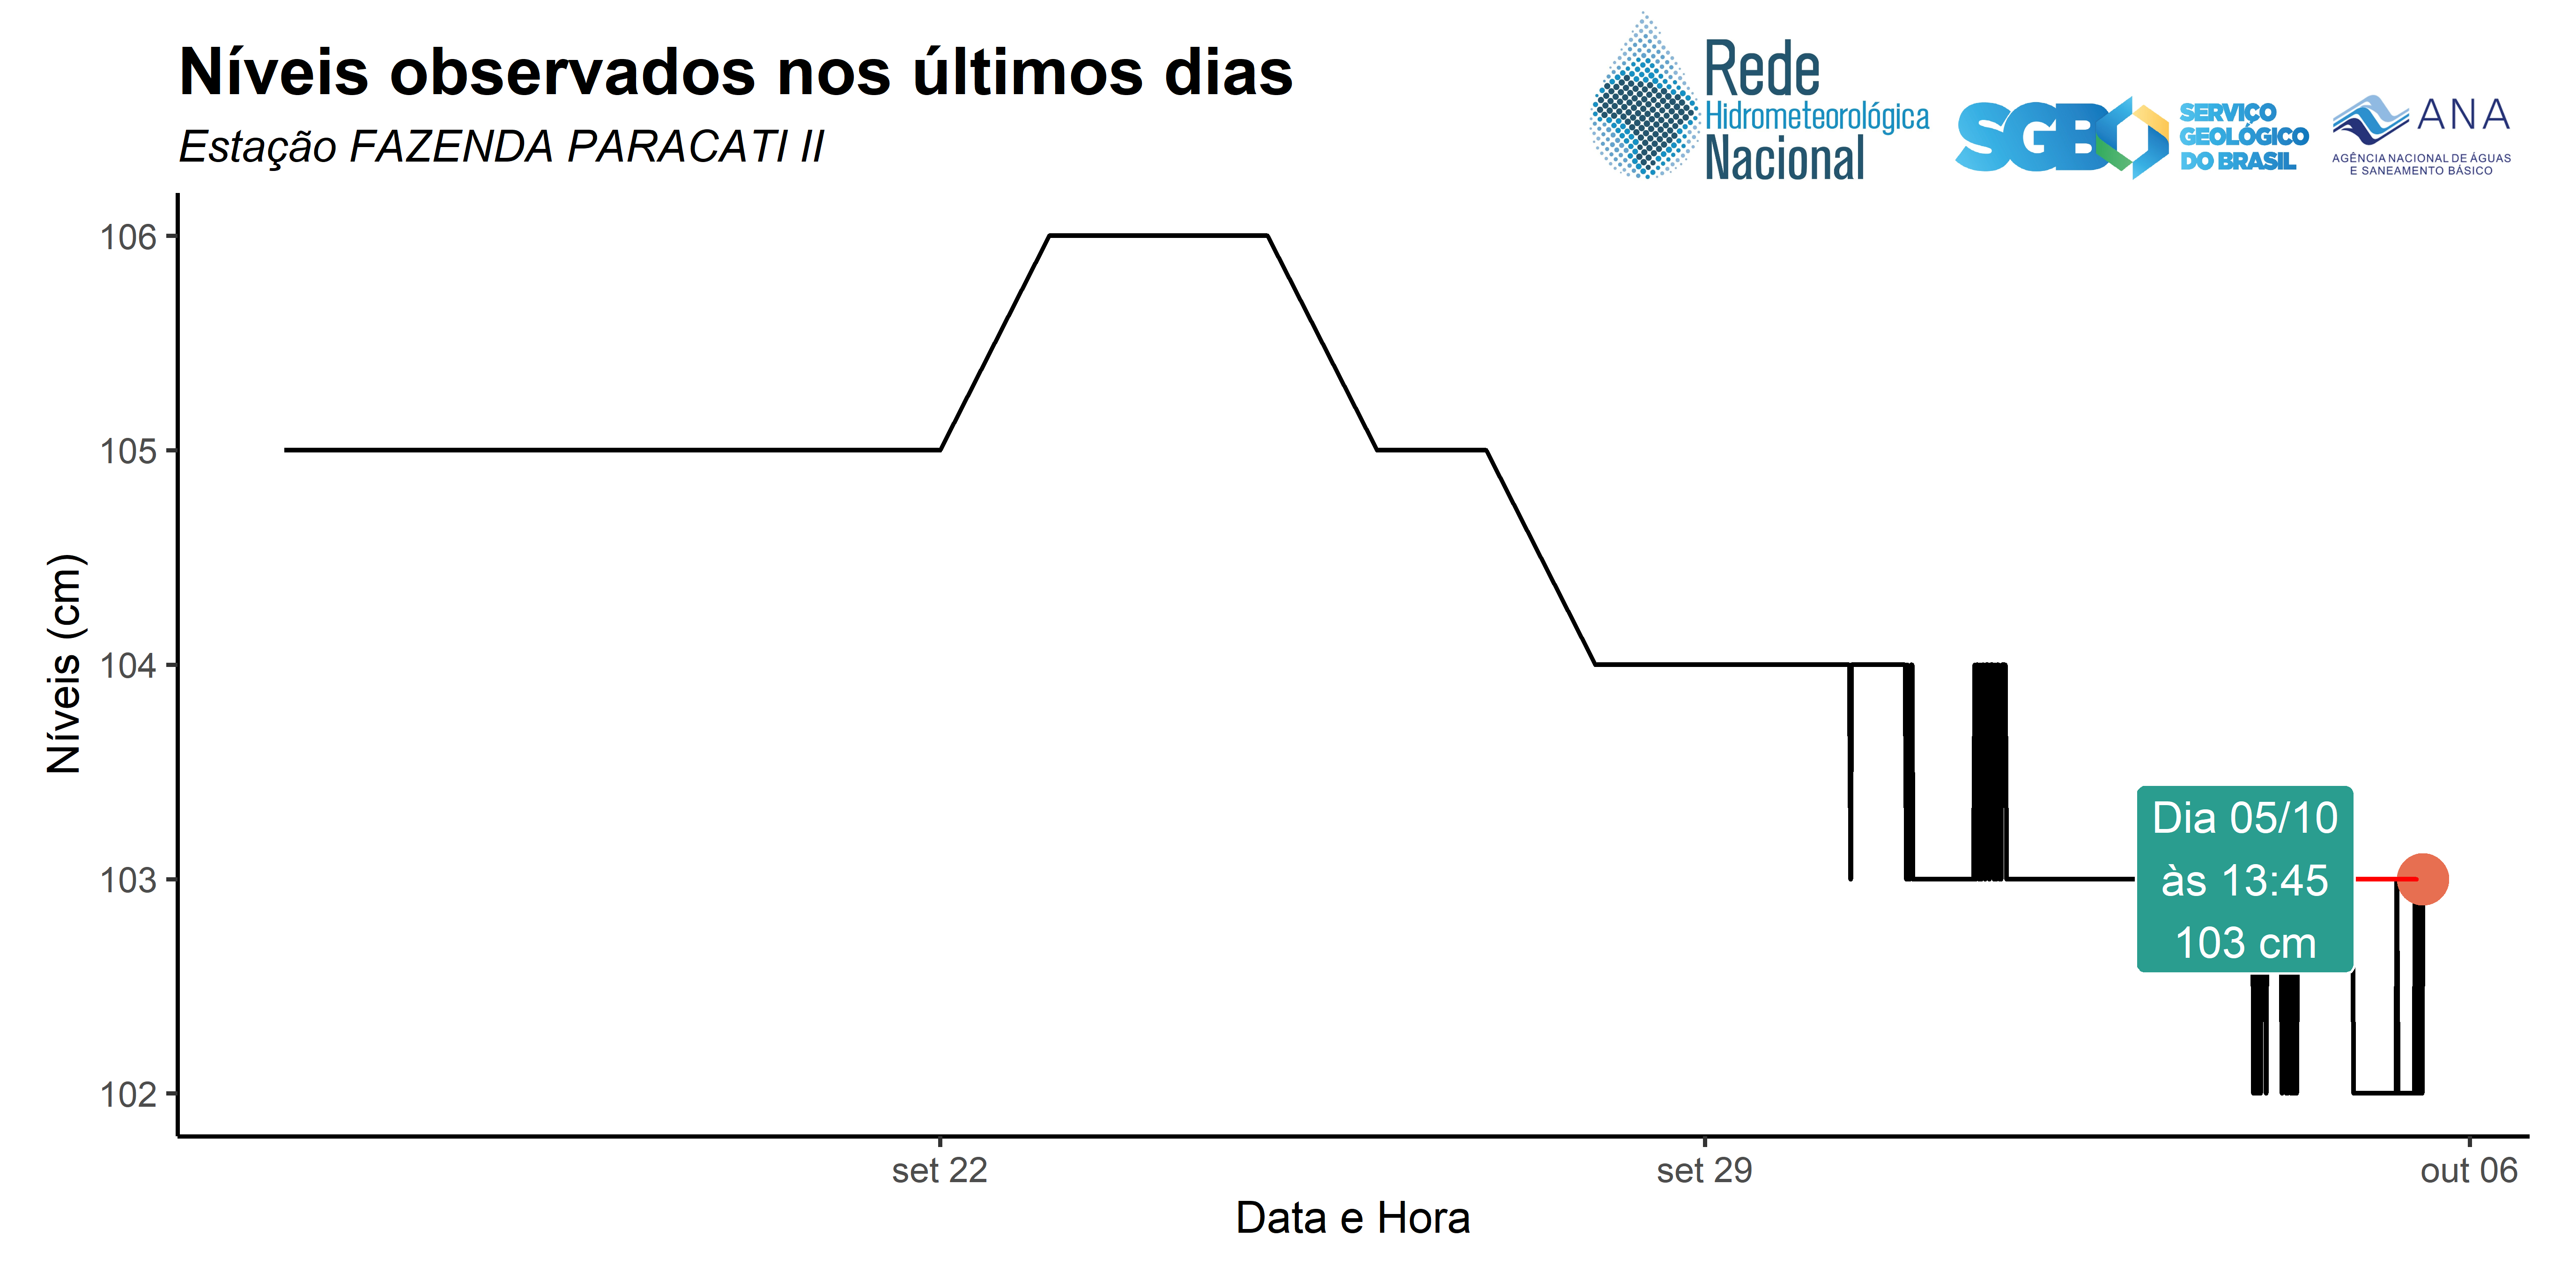 Níveis observados nos últimos dias
Estação FAZENDA PARACATI II
Rede
Hidrometeorológica
Nacional
SGB
SERVIÇO
GEOLÓGICO
DO BRASIL
ANA
AGÊNCIA NACIONAL DE ÁGUAS
E SANEAMENTO BÁSICO
106
105
104
103
102
Níveis (cm)
Dia 05/10
às 13:45
103 cm
set 22
set 29
out 06
Data e Hora